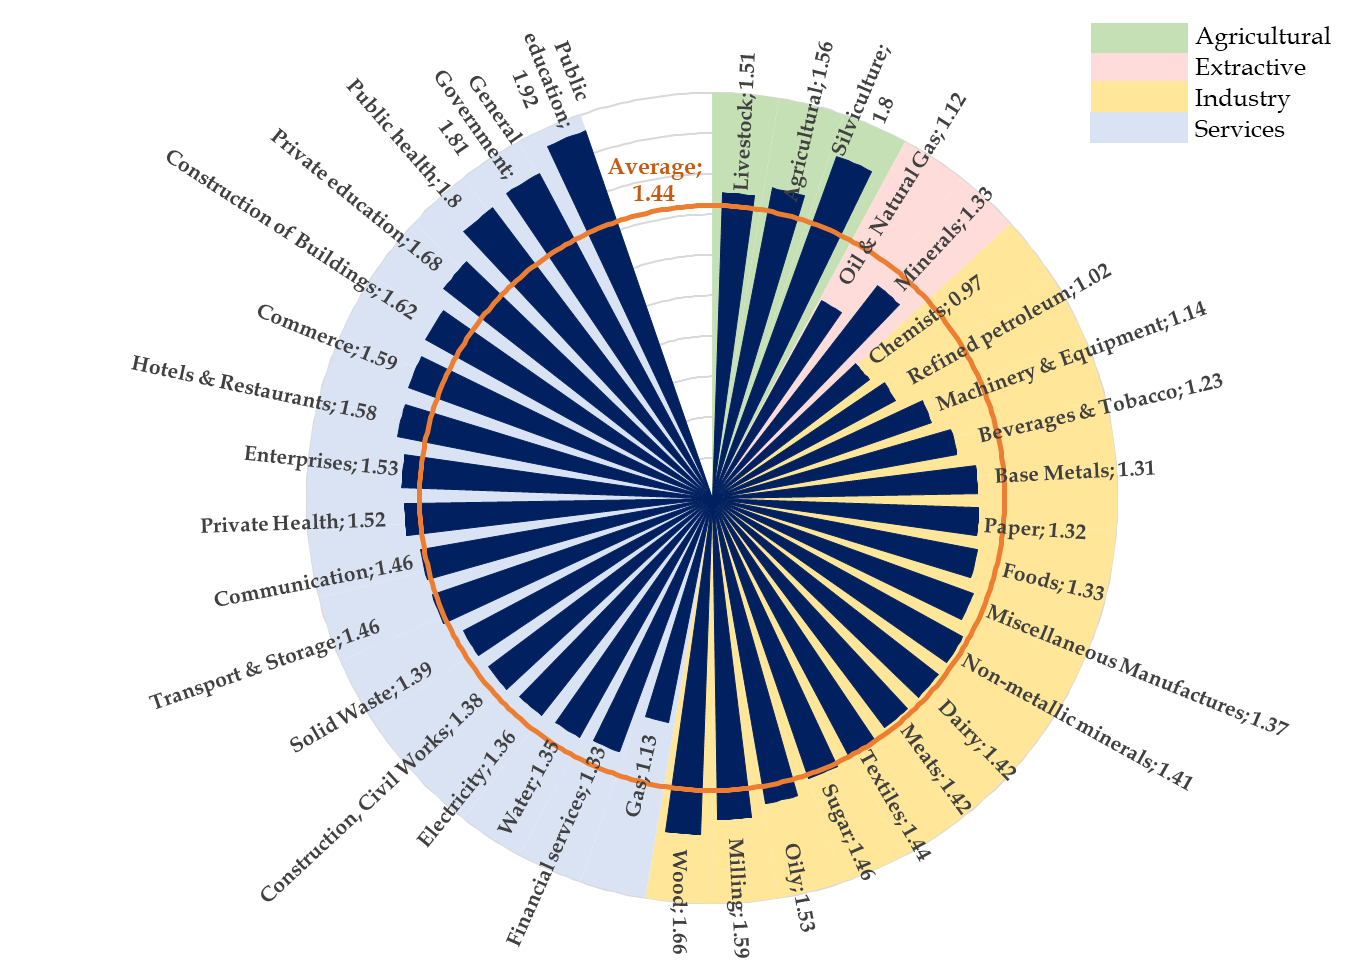 Agricultural
Extractive
Industry
Services
Average;
1.44
Livestock; 1.51
Agricultural; 1.56
Silviculture;
1.8
Oil & Natural Gas; 1.12
Minerals; 1.33
Chemists; 0.97
Refined petroleum; 1.02
Machinery & Equipment; 1.14
Beverages & Tobacco; 1.23
Base Metals; 1.31
Paper; 1.32
Foods; 1.33
Miscellaneous Manufactures; 1.37
Non-metallic minerals; 1.41
Dairy; 1.42
Meats; 1.42
Textiles; 1.44
Sugar; 1.46
Oily; 1.53
Milling; 1.59
Wood; 1.66
Gas; 1.13
Financial services; 1.33
Water; 1.35
Electricity; 1.36
Construction, Civil Works; 1.38
Solid Waste; 1.39
Transport & Storage; 1.46
Communication; 1.46
Private Health; 1.52
Enterprises; 1.53
Hotels & Restaurants; 1.58
Commerce; 1.59
Construction of Buildings; 1.62
Private education; 1.68
Public health; 1.8
General
Government;
1.81
Public
education;
1.92